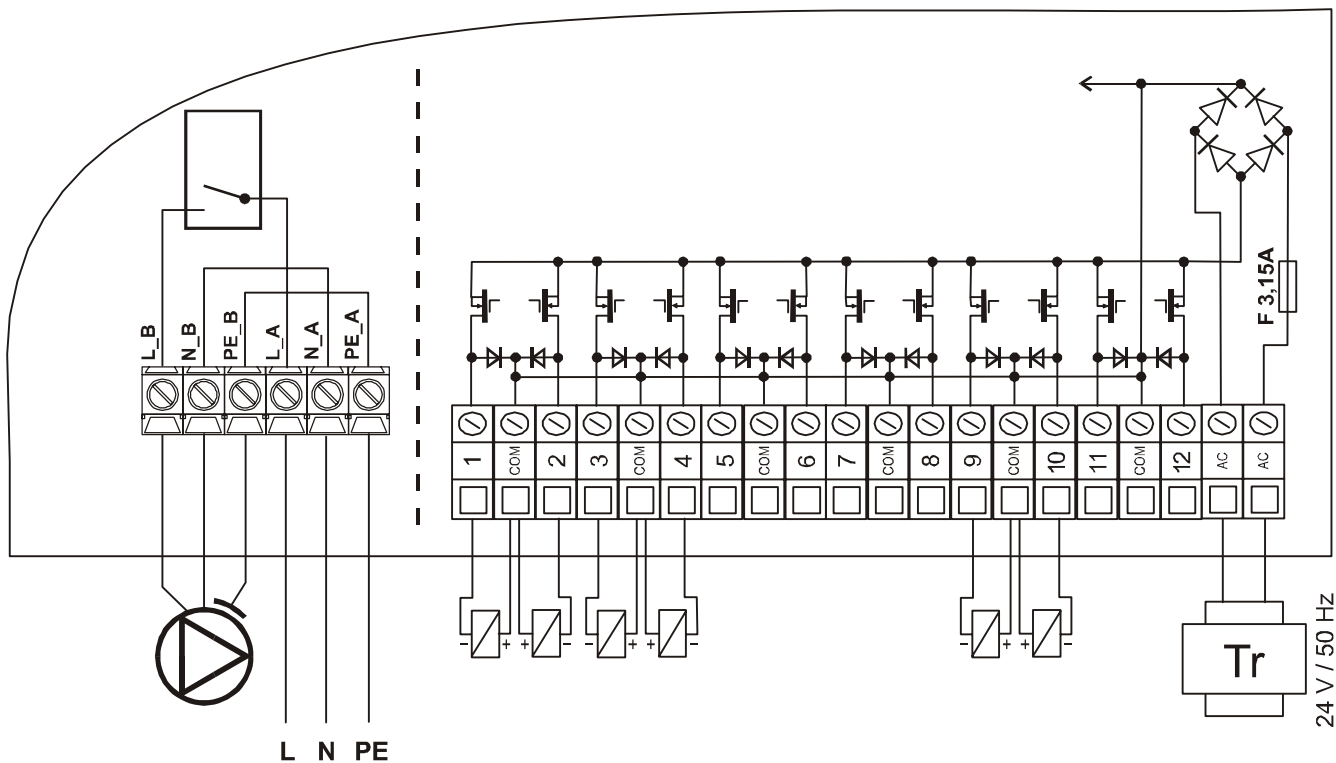 L_B
N_B
PE_B
L_A
N_A
PE_A
F 3,15A
1 COM 2 3 COM 4 5 COM 6 7 COM 8 9 COM 10 11 COM 12 AC AC
- + + - - + + - - + + -
Tr
24 V / 50 Hz
L N PE